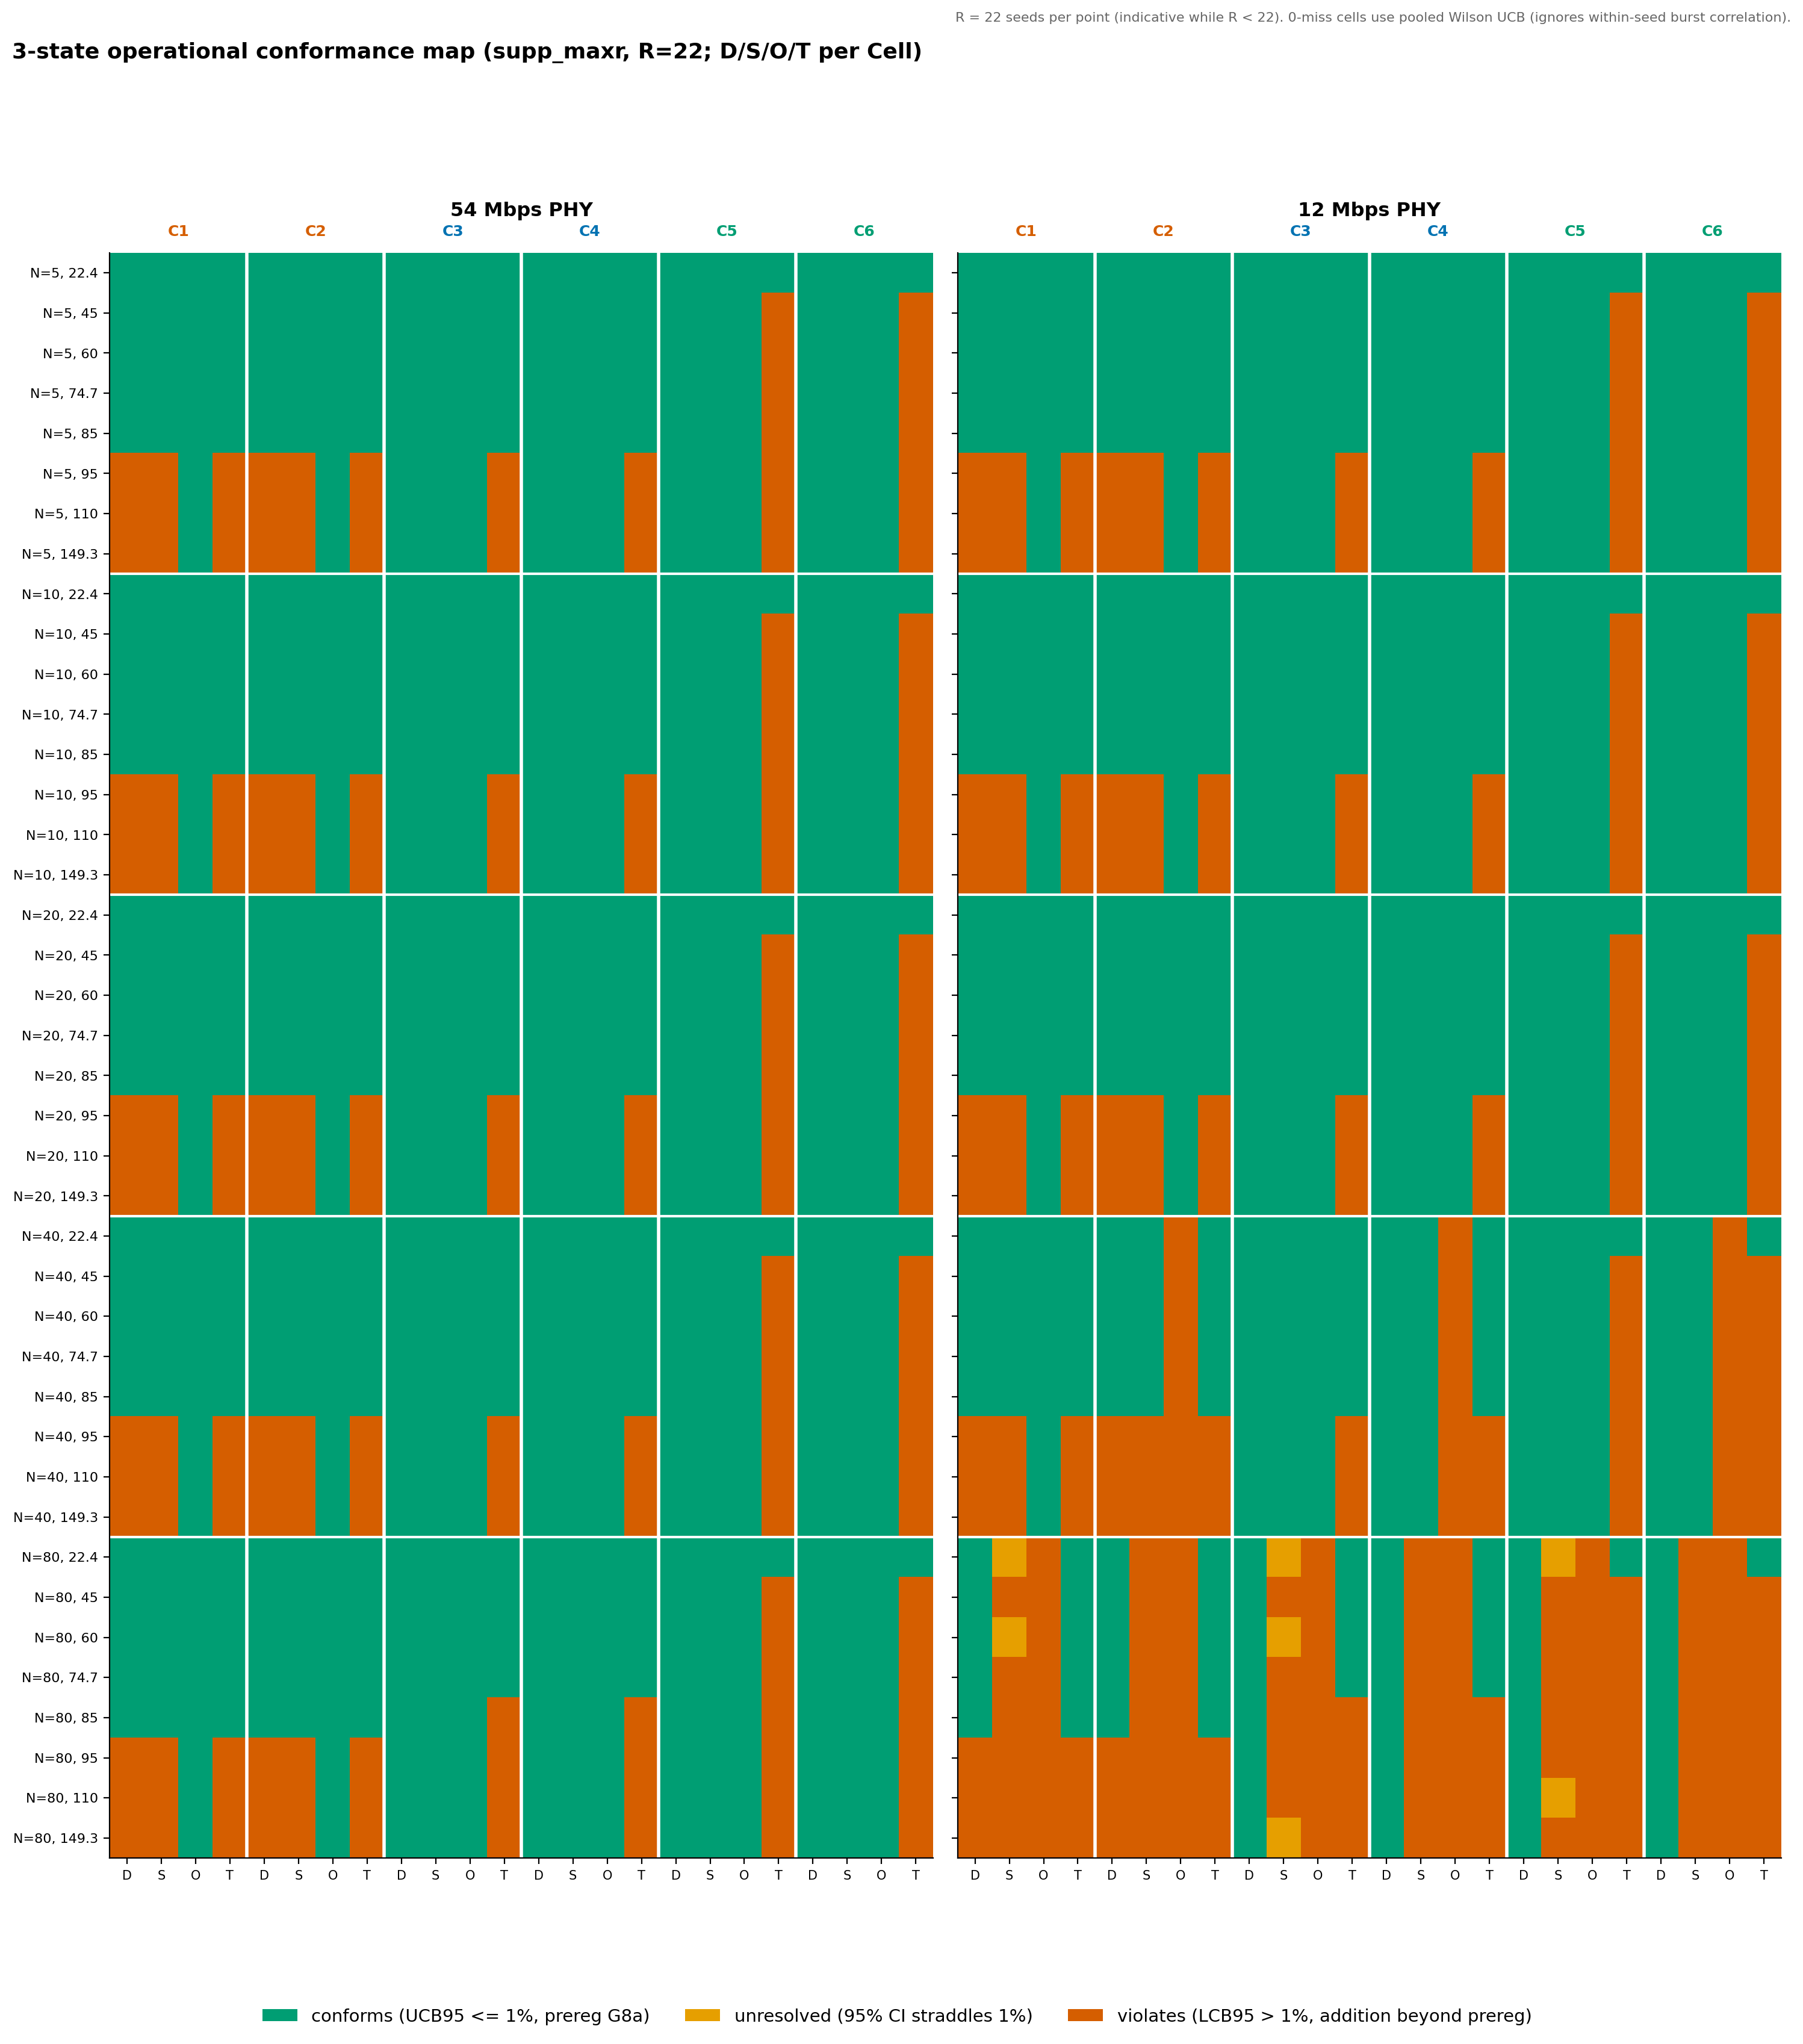 R = 22 seeds per point (indicative while R < 22). 0-miss cells use pooled Wilson UCB (ignores within-seed burst correlation).
3-state operational conformance map (supp_maxr, R=22; D/S/O/T per Cell)
54 Mbps PHY
12 Mbps PHY
C1 C2 C3 C4 C5 C6
C1 C2 C3 C4 C5 C6
N=5, 22.4
N=5, 45
N=5, 60
N=5, 74.7
N=5, 85
N=5, 95
N=5, 110
N=5, 149.3
N=10, 22.4
N=10, 45
N=10, 60
N=10, 74.7
N=10, 85
N=10, 95
N=10, 110
N=10, 149.3
N=20, 22.4
N=20, 45
N=20, 60
N=20, 74.7
N=20, 85
N=20, 95
N=20, 110
N=20, 149.3
N=40, 22.4
N=40, 45
N=40, 60
N=40, 74.7
N=40, 85
N=40, 95
N=40, 110
N=40, 149.3
N=80, 22.4
N=80, 45
N=80, 60
N=80, 74.7
N=80, 85
N=80, 95
N=80, 110
N=80, 149.3
D S O T D S O T D S O T D S O T D S O T D S O T
D S O T D S O T D S O T D S O T D S O T D S O T
conforms (UCB95 <= 1%, prereg G8a)
unresolved (95% CI straddles 1%)
violates (LCB95 > 1%, addition beyond prereg)